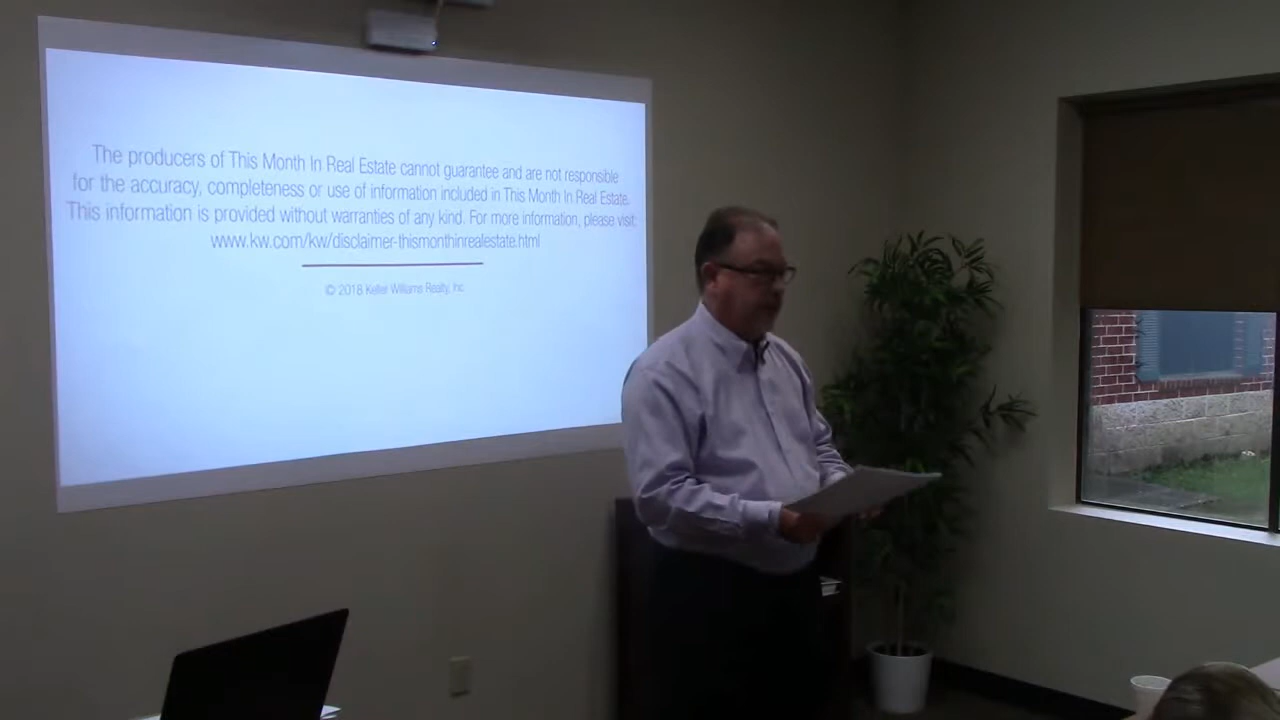 The producers of This Month In Real Estate cannot guarantee and are not responsible
for the accuracy, completeness or use of information included in This Month In Real Estate.
This information is provided without warranties of any kind. For more information, please visit:
www.kw.com/kw/disclaimer-thismonthinrealestate.html
© 2018 Keller Williams Realty, Inc.